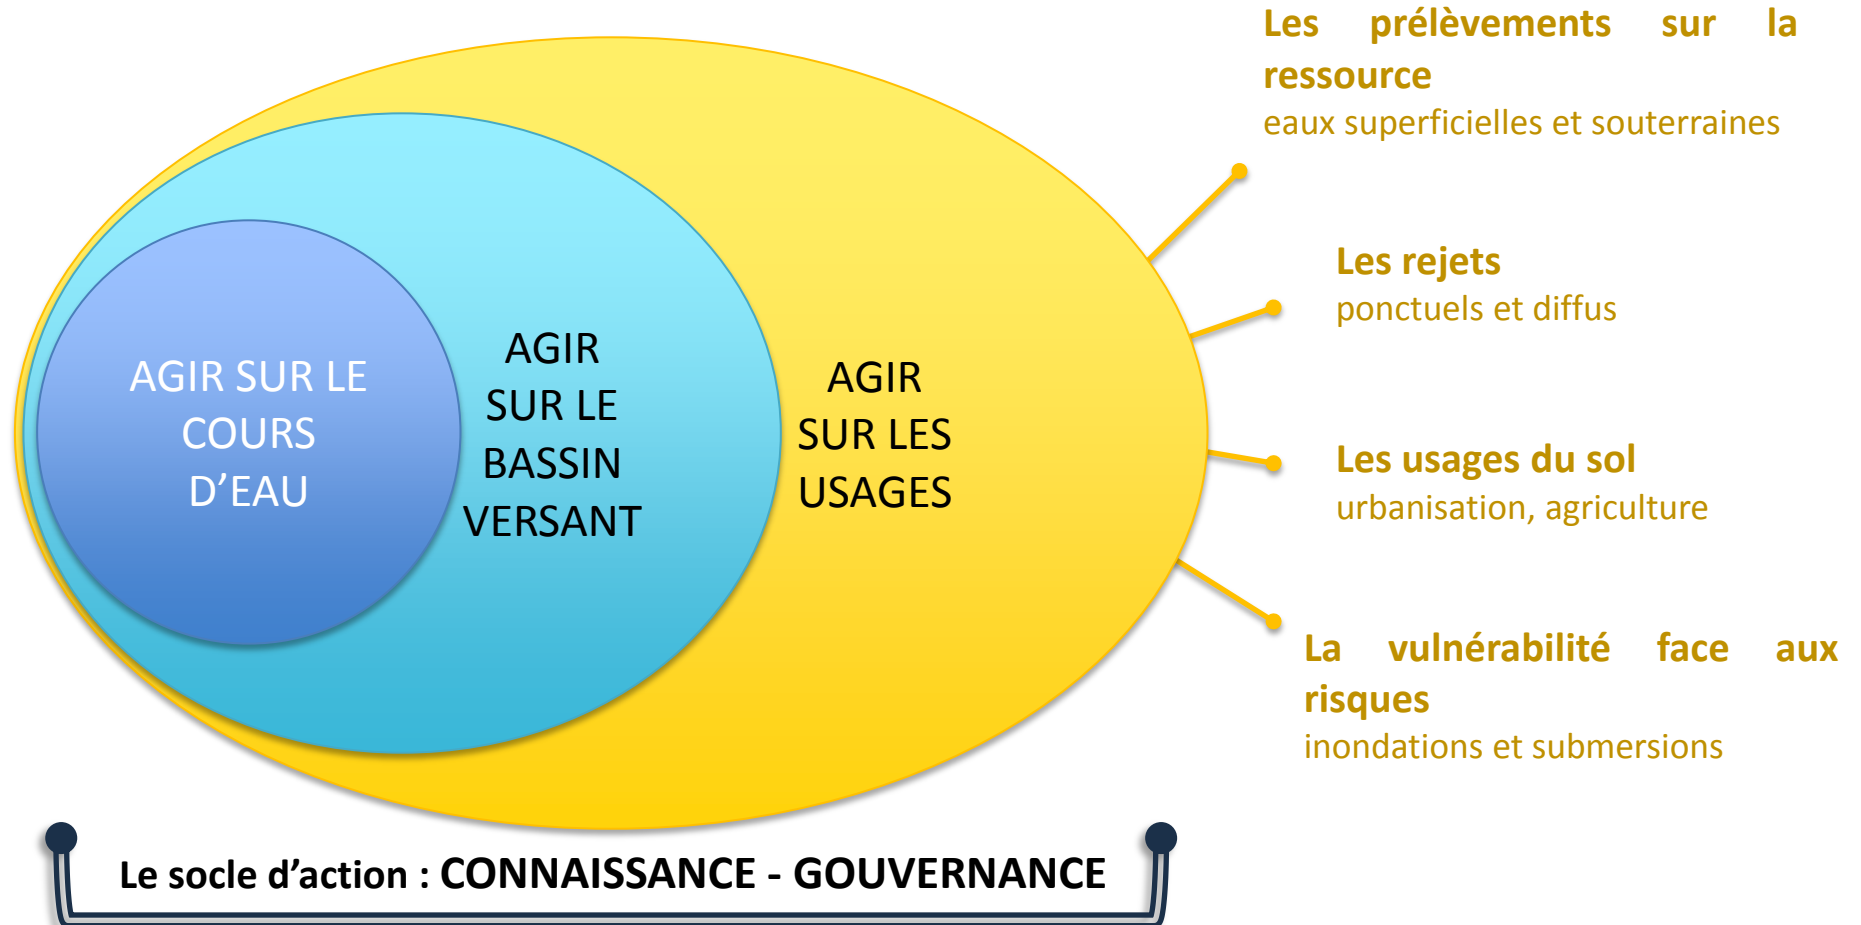 Les prélèvements sur la
ressource
eaux superficielles et souterraines
Les rejets
ponctuels et diffus
AGIR SUR LE
COURS
D’EAU
AGIR
SUR LE
BASSIN
VERSANT
AGIR
SUR LES
USAGES
Les usages du sol
urbanisation, agriculture
La vulnérabilité face aux
risques
inondations et submersions
Le socle d’action : CONNAISSANCE - GOUVERNANCE